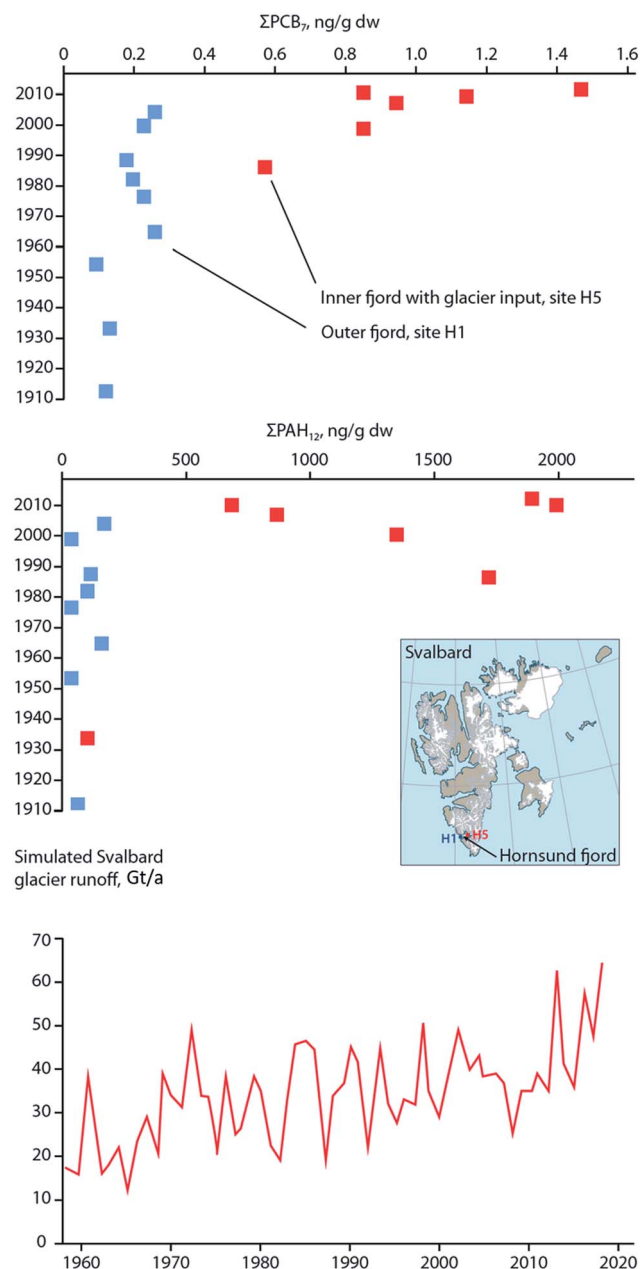 ΣPCB₇, ng/g dw
0 0.2 0.4 0.6 0.8 1 1.2 1.4 1.6
2010
2000
1990
1980
1970
1960
1950
1940
1930
1920
1910
Inner fjord with glacier input, site H5
Outer fjord, site H1
ΣPAH₁₂, ng/g dw
0 500 1000 1500 2000
2010
2000
1990
1980
1970
1960
1950
1940
1930
1920
1910
Svalbard
H1 H5
Hornsund fjord
Simulated Svalbard
glacier runoff, Gt/a
70
60
50
40
30
20
10
0
1960 1970 1980 1990 2000 2010 2020